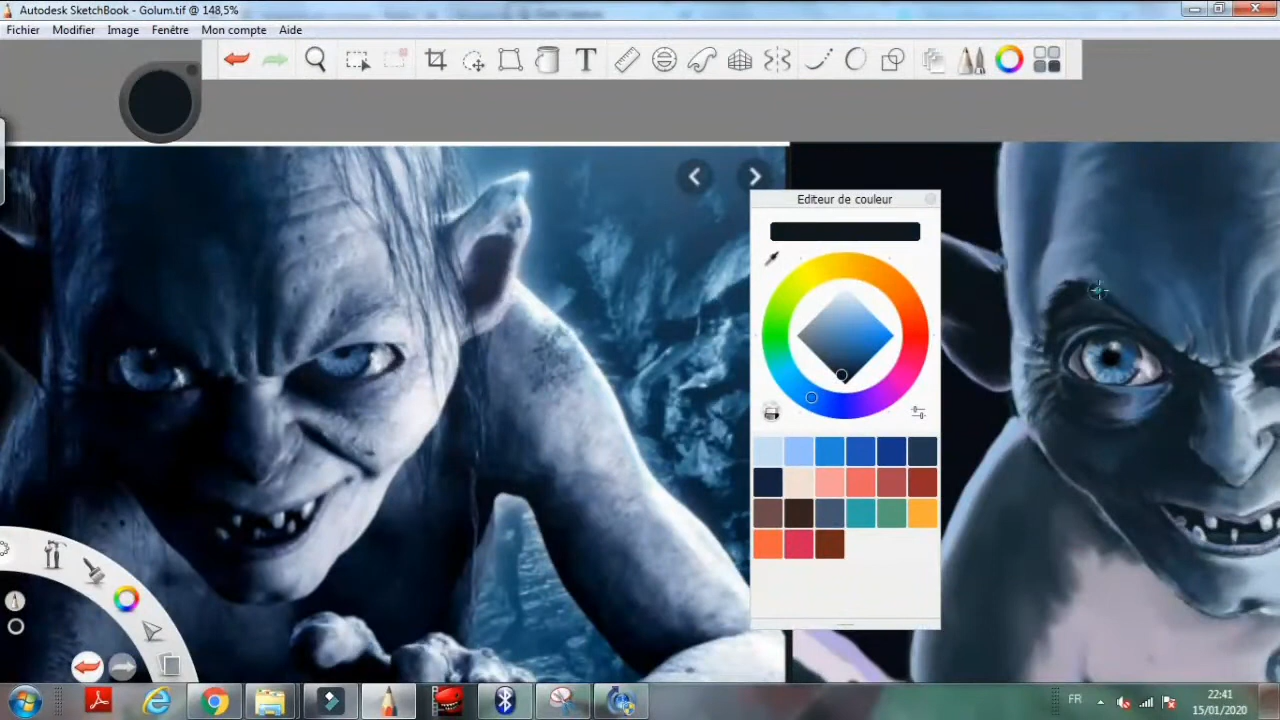 Autodesk SketchBook - Golum.tif @ 148,5%
Fichier Modifier Image Fenêtre Mon compte Aide
Editeur de couleur
FR
22:41
15/01/2020